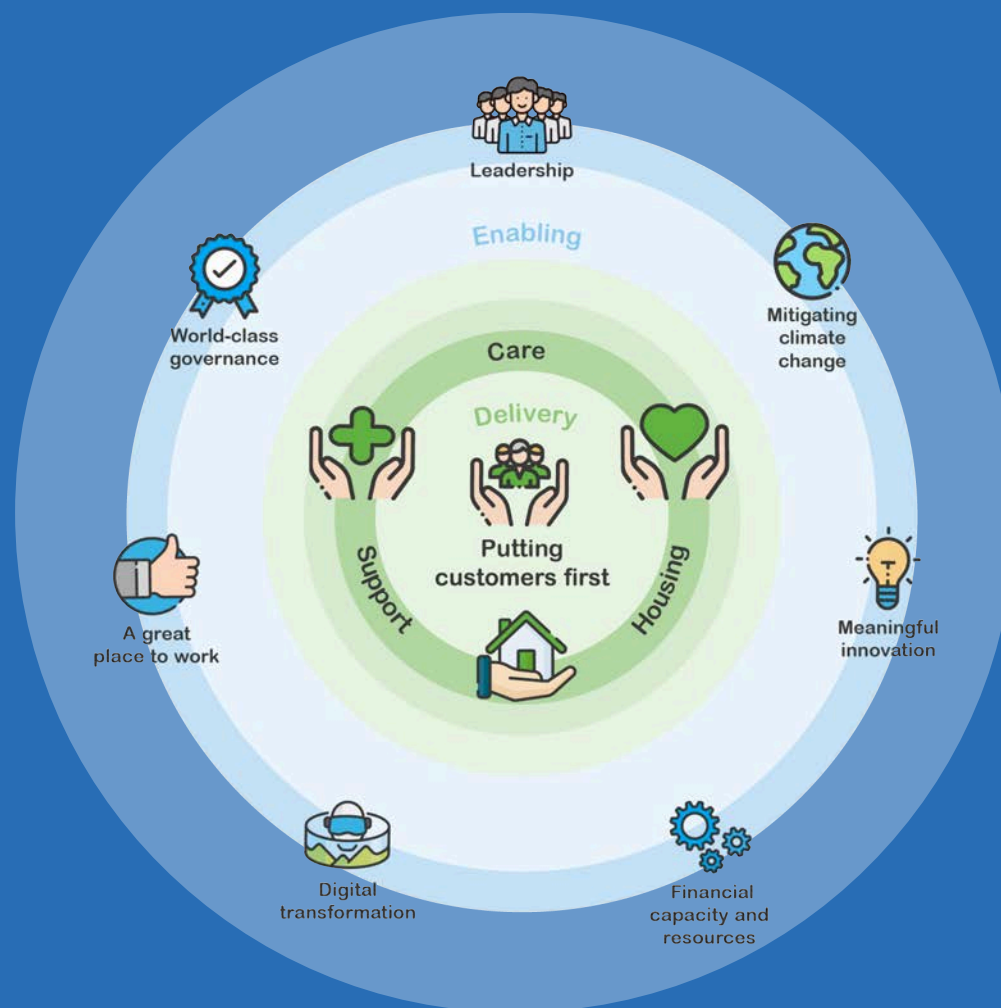 Leadership
Enabling
World-class
governance
Mitigating
climate
change
Care
Delivery
Putting
customers first
Support
Housing
A great
place to work
Meaningful
innovation
Digital
transformation
Financial
capacity and
resources